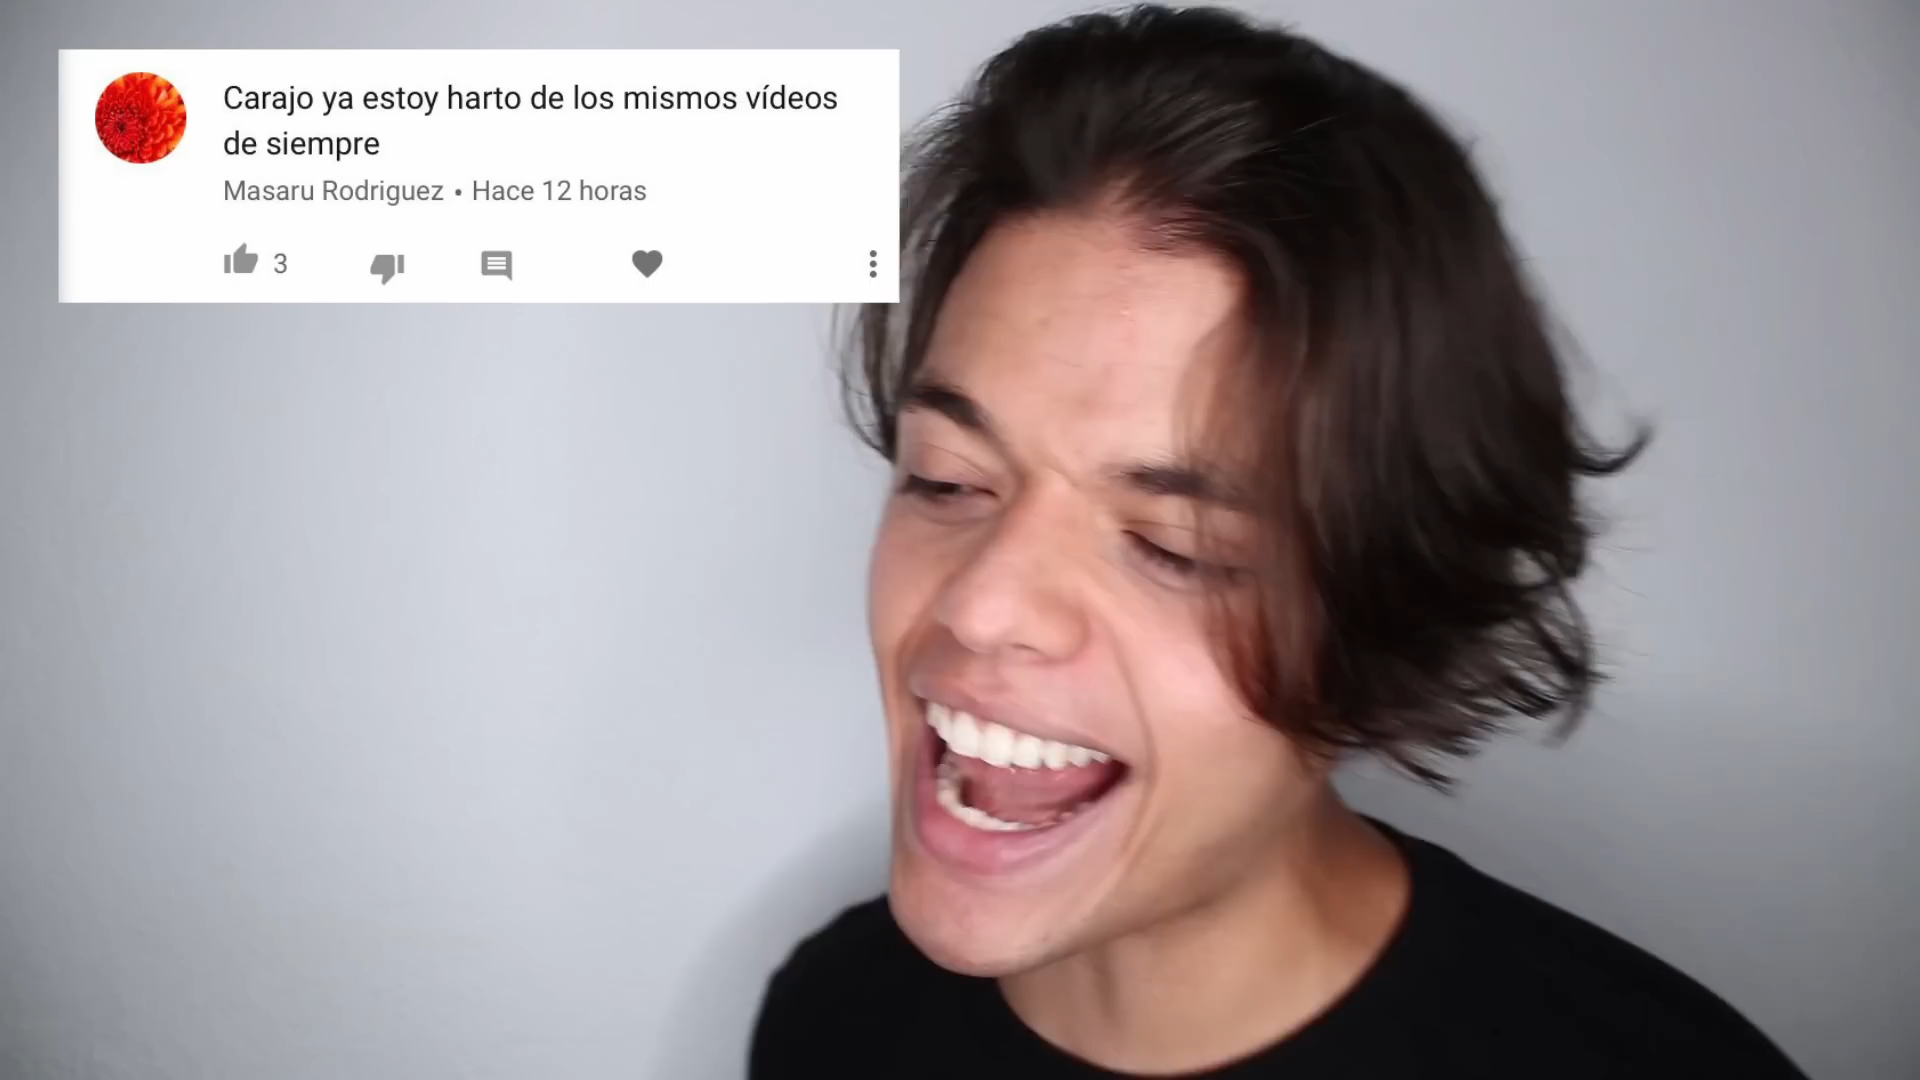 Carajo ya estoy harto de los mismos vídeos
de siempre
Masaru Rodriguez • Hace 12 horas
3